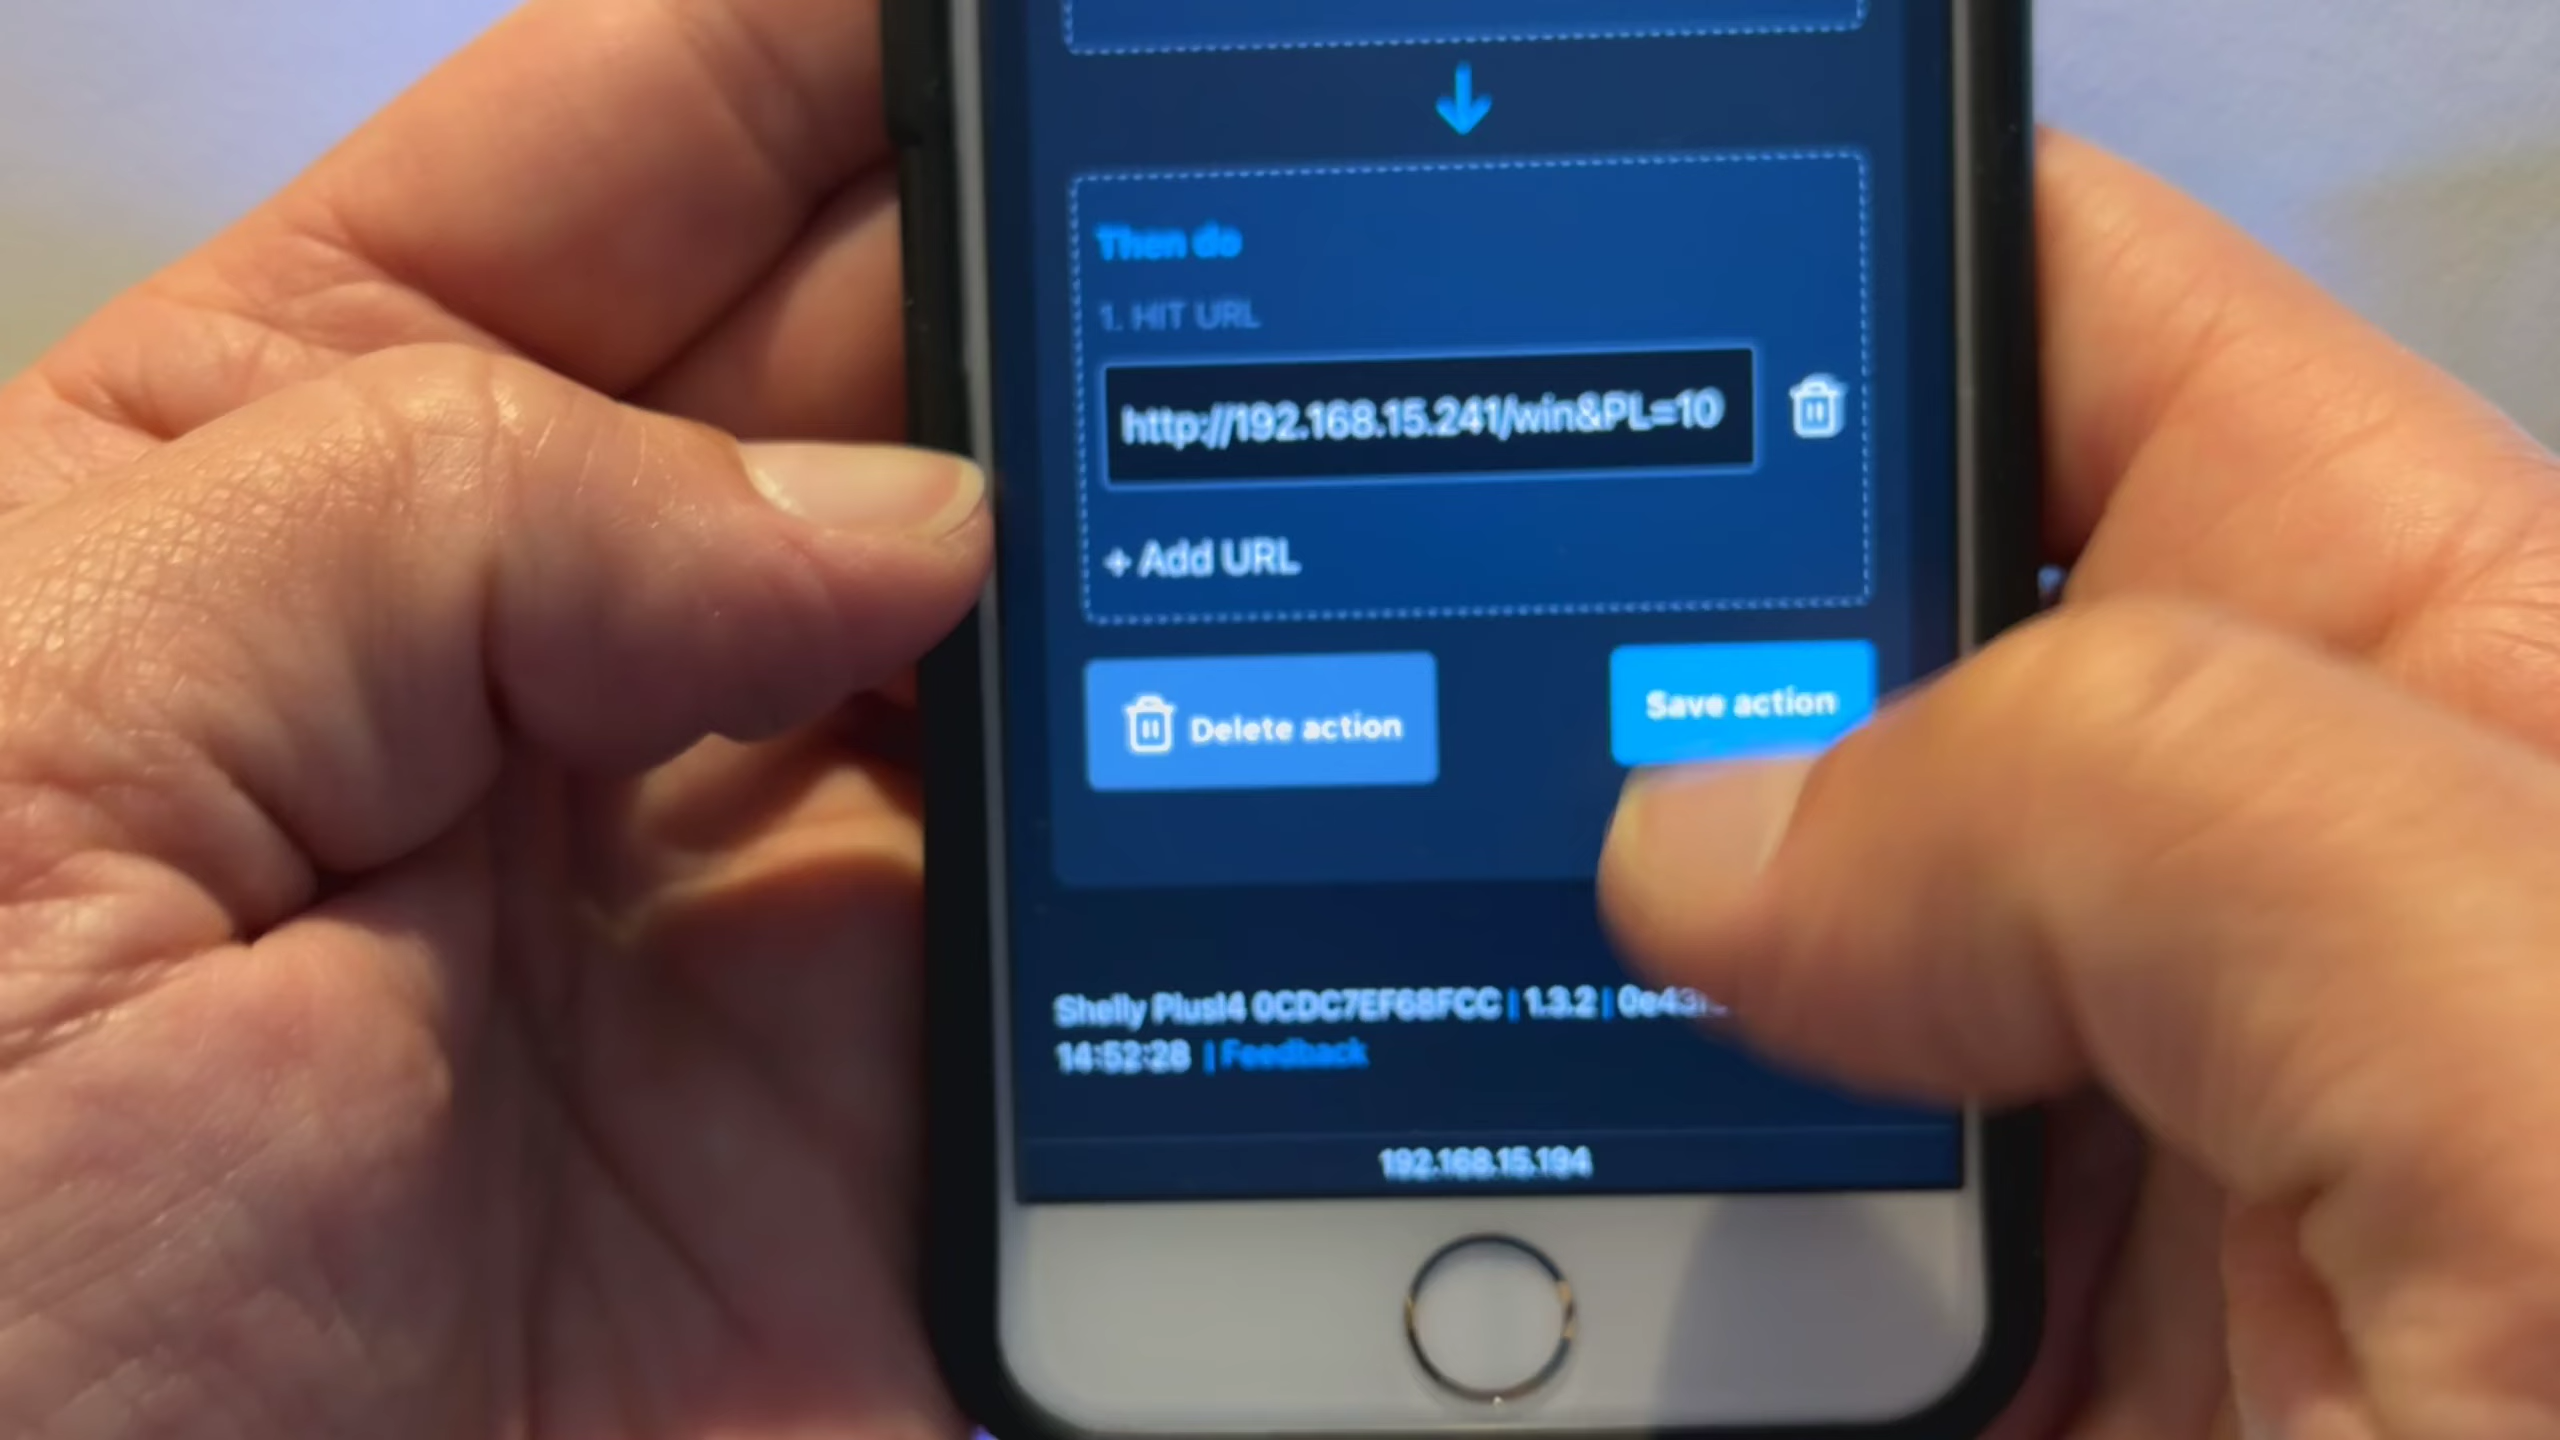 Then do
1. HIT URL
http://192.168.15.241/win&PL=10
+ Add URL
Delete action
Save action
Shelly PlusI4 0CDC7EF68FCC | 1.3.2 |
14:52:28 | Feedback
192.168.15.194